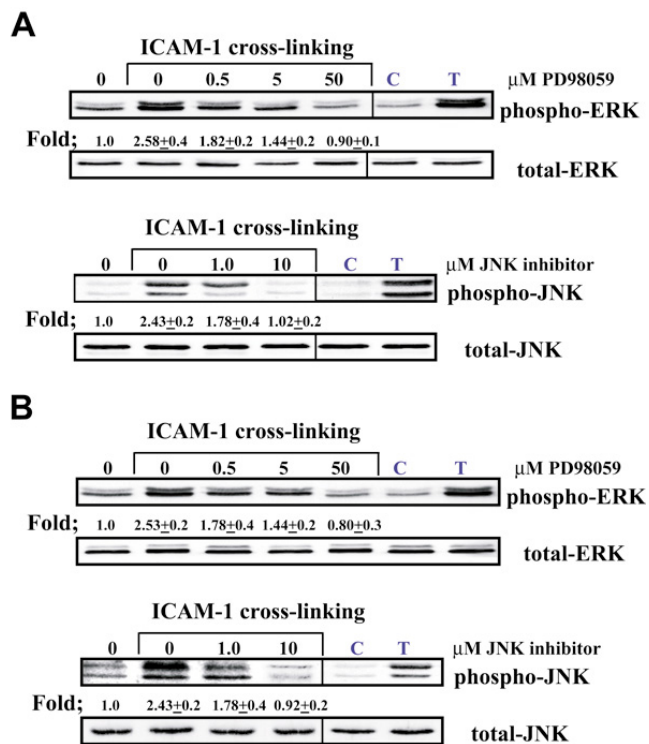 A
ICAM-1 cross-linking
0 0 0.5 5 50 C T μM PD98059
phospho-ERK
Fold; 1.0 2.58±0.4 1.82±0.2 1.44±0.2 0.90±0.1
total-ERK
ICAM-1 cross-linking
0 0 1.0 10 C T μM JNK inhibitor
phospho-JNK
Fold; 1.0 2.43±0.2 1.78±0.4 1.02±0.2
total-JNK
B
ICAM-1 cross-linking
0 0 0.5 5 50 C T μM PD98059
phospho-ERK
Fold; 1.0 2.53±0.2 1.78±0.4 1.44±0.2 0.80±0.3
total-ERK
ICAM-1 cross-linking
0 0 1.0 10 C T μM JNK inhibitor
phospho-JNK
Fold; 1.0 2.43±0.2 1.78±0.4 0.92±0.2
total-JNK